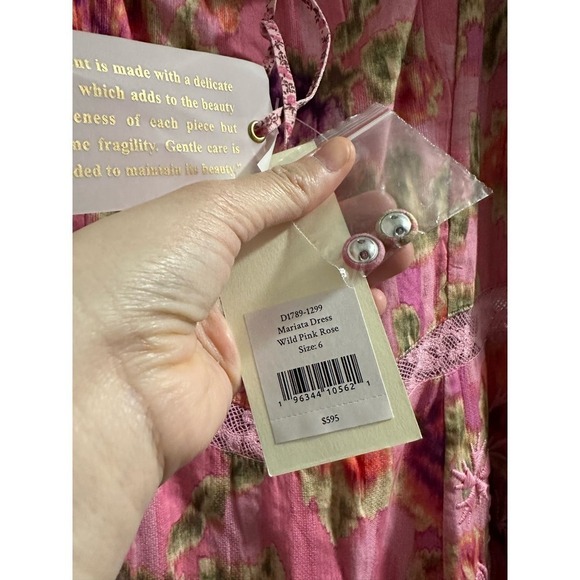 nt is made with a delicate
which adds to the beauty
eness of each piece but
fragility. Gentle care is
ded to maintain its beauty."
D1789-1299
Mariata Dress
Wild Pink Rose
Size: 6
1 96344 10562 1
$595